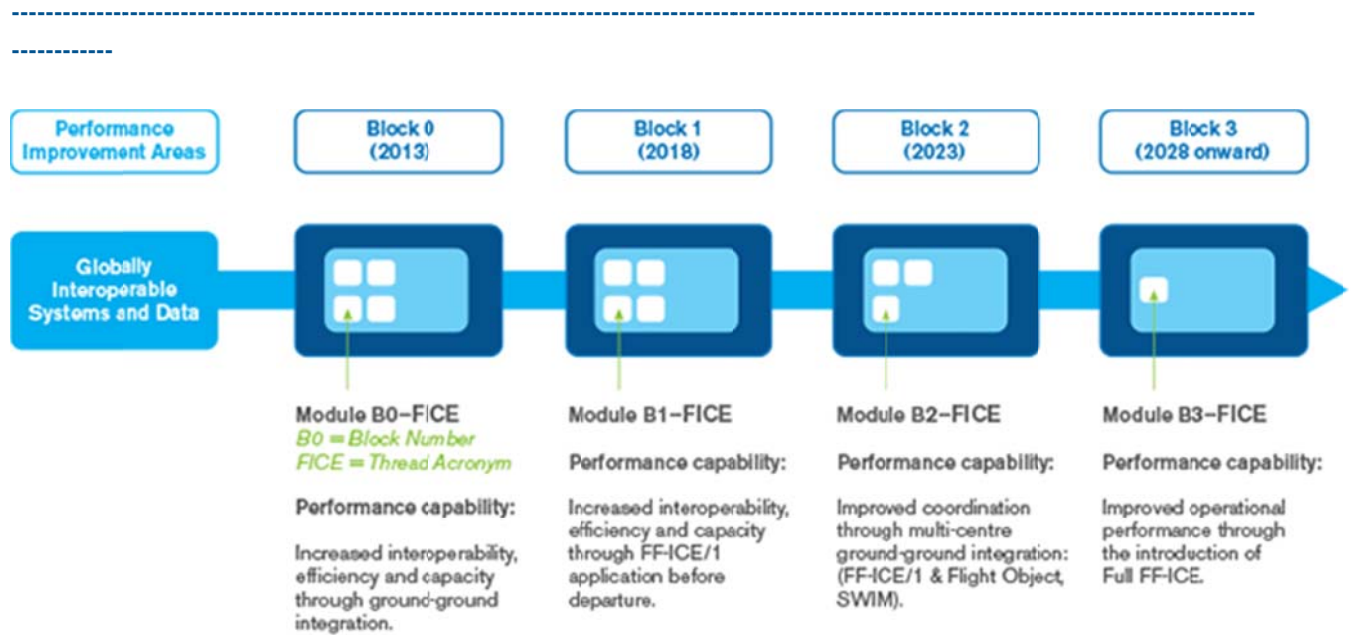 Performance
Improvement Areas
Block 0
(2013)
Block 1
(2018)
Block 2
(2023)
Block 3
(2028 onward)
Globally
Interoperable
Systems and Data
Module B0–FICE
B0 = Block Number
FICE = Thread Acronym
Performance capability:
Increased interoperability,
efficiency and capacity
through ground-ground
integration.
Module B1–FICE
Performance capability:
Increased interoperability,
efficiency and capacity
through FF-ICE/1
application before
departure.
Module B2–FICE
Performance capability:
Improved coordination
through multi-centre
ground-ground integration:
(FF-ICE/1 & Flight Object,
SWIM).
Module B3–FICE
Performance capability:
Improved operational
performance through
the introduction of
Full FF-ICE.